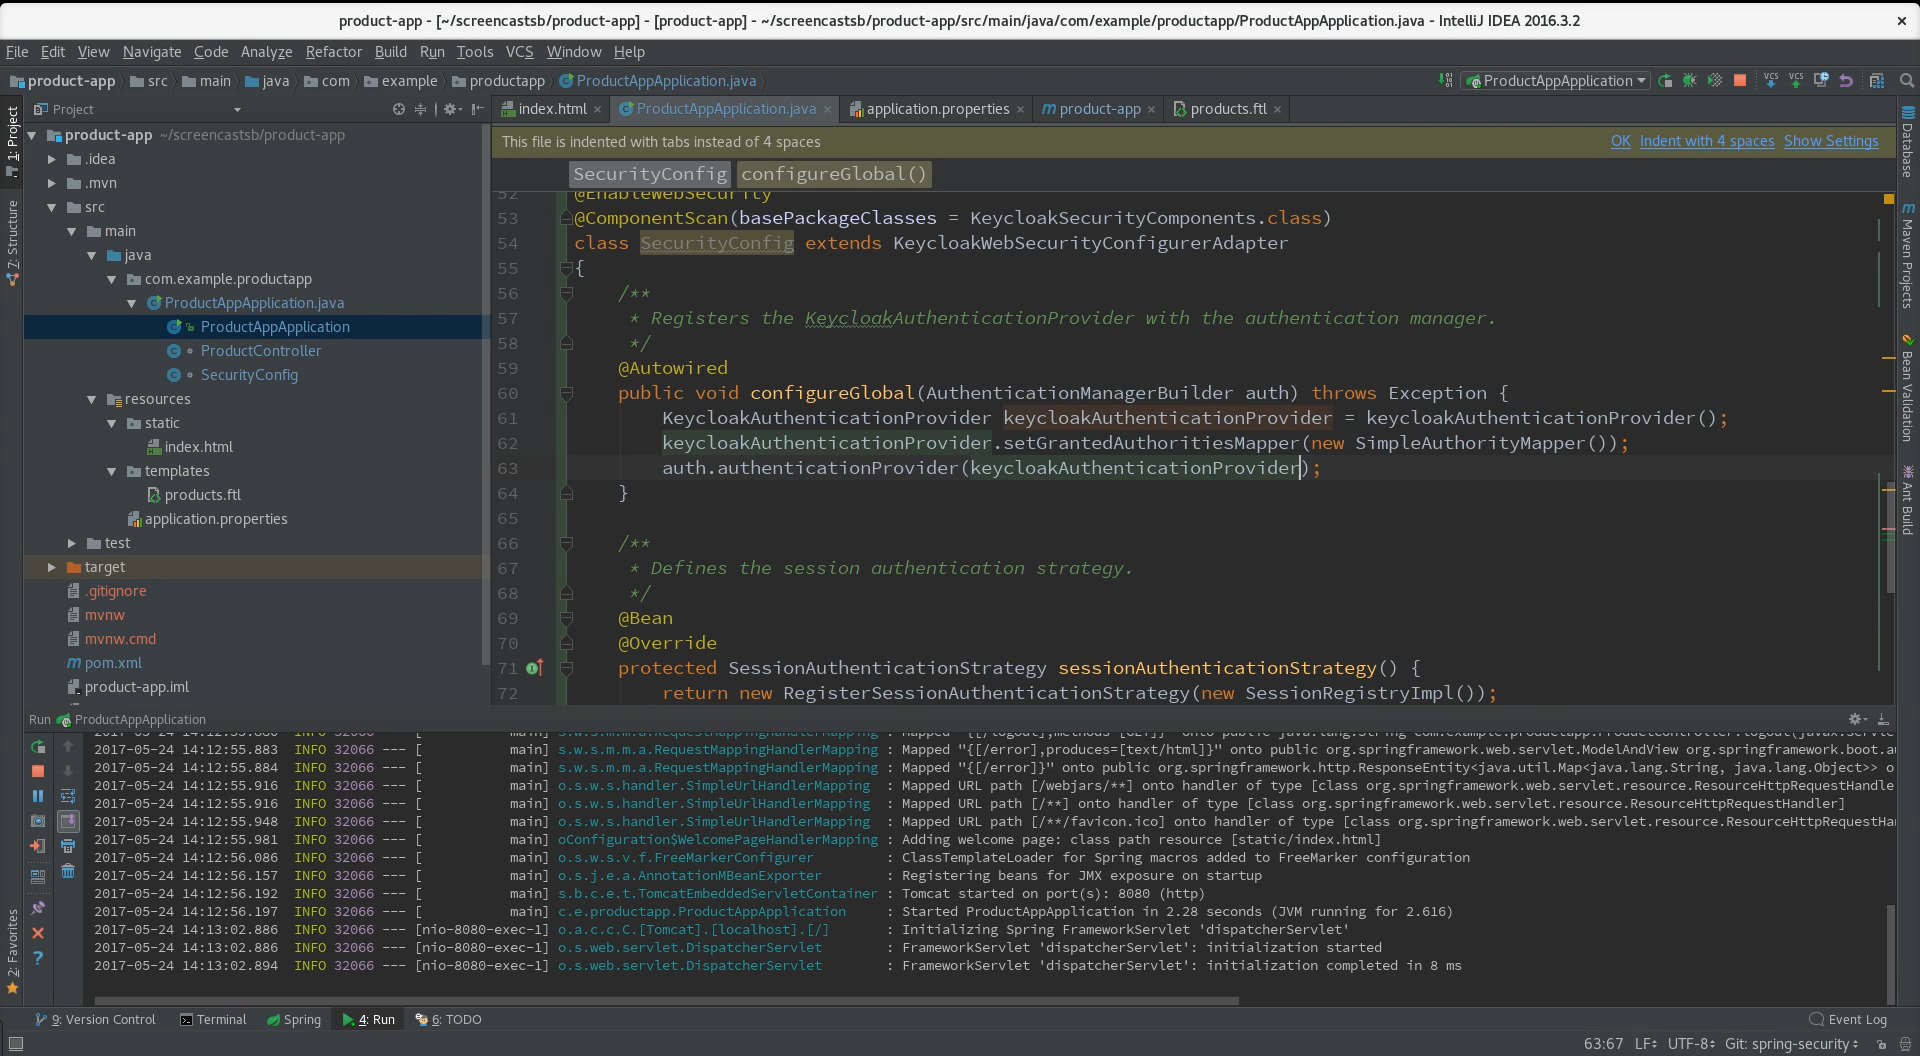 product-app - [~/screencastsb/product-app] - [product-app] - ~/screencastsb/product-app/src/main/java/com/example/productapp/ProductAppApplication.java - IntelliJ IDEA 2016.3.2
File Edit View Navigate Code Analyze Refactor Build Run Tools VCS Window Help
product-app src main java com example productapp ProductAppApplication.java ProductAppApplication VCS VCS
1: Project
7: Structure
2: Favorites
Project
product-app ~/screencastsb/product-app
.idea
.mvn
src
main
java
com.example.productapp
ProductAppApplication.java
ProductAppApplication
ProductController
SecurityConfig
resources
static
index.html
templates
products.ftl
application.properties
test
target
.gitignore
mvnw
mvnw.cmd
pom.xml
product-app.iml
index.html ProductAppApplication.java application.properties product-app products.ftl
This file is indented with tabs instead of 4 spaces OK Indent with 4 spaces Show Settings
SecurityConfig configureGlobal()
52 @EnableWebSecurity
53 @ComponentScan(basePackageClasses = KeycloakSecurityComponents.class)
54 class SecurityConfig extends KeycloakWebSecurityConfigurerAdapter
55 {
56 /**
57 * Registers the KeycloakAuthenticationProvider with the authentication manager.
58 */
59 @Autowired
60 public void configureGlobal(AuthenticationManagerBuilder auth) throws Exception {
61 KeycloakAuthenticationProvider keycloakAuthenticationProvider = keycloakAuthenticationProvider();
62 keycloakAuthenticationProvider.setGrantedAuthoritiesMapper(new SimpleAuthorityMapper());
63 auth.authenticationProvider(keycloakAuthenticationProvider);
64 }
65
66 /**
67 * Defines the session authentication strategy.
68 */
69 @Bean
70 @Override
71 protected SessionAuthenticationStrategy sessionAuthenticationStrategy() {
72 return new RegisterSessionAuthenticationStrategy(new SessionRegistryImpl());
Database
Maven Projects
Bean Validation
Ant Build
Run ProductAppApplication
2017-05-24 14:12:55.883 INFO 32066 --- [ main] s.w.s.m.m.a.RequestMappingHandlerMapping : Mapped "{[/error],produces=[text/html]}" onto public org.springframework.web.servlet.ModelAndView org.springframework.boot.au
2017-05-24 14:12:55.884 INFO 32066 --- [ main] s.w.s.m.m.a.RequestMappingHandlerMapping : Mapped "{[/error]}" onto public org.springframework.http.ResponseEntity<java.util.Map<java.lang.String, java.lang.Object>> o
2017-05-24 14:12:55.916 INFO 32066 --- [ main] o.s.w.s.handler.SimpleUrlHandlerMapping : Mapped URL path [/webjars/**] onto handler of type [class org.springframework.web.servlet.resource.ResourceHttpRequestHandle
2017-05-24 14:12:55.916 INFO 32066 --- [ main] o.s.w.s.handler.SimpleUrlHandlerMapping : Mapped URL path [/**] onto handler of type [class org.springframework.web.servlet.resource.ResourceHttpRequestHandler]
2017-05-24 14:12:55.948 INFO 32066 --- [ main] o.s.w.s.handler.SimpleUrlHandlerMapping : Mapped URL path [/**/favicon.ico] onto handler of type [class org.springframework.web.servlet.resource.ResourceHttpRequestHa
2017-05-24 14:12:55.981 INFO 32066 --- [ main] oConfiguration$WelcomePageHandlerMapping : Adding welcome page: class path resource [static/index.html]
2017-05-24 14:12:56.086 INFO 32066 --- [ main] o.s.w.s.v.f.FreeMarkerConfigurer : ClassTemplateLoader for Spring macros added to FreeMarker configuration
2017-05-24 14:12:56.157 INFO 32066 --- [ main] o.s.j.e.a.AnnotationMBeanExporter : Registering beans for JMX exposure on startup
2017-05-24 14:12:56.192 INFO 32066 --- [ main] s.b.c.e.t.TomcatEmbeddedServletContainer : Tomcat started on port(s): 8080 (http)
2017-05-24 14:12:56.197 INFO 32066 --- [ main] c.e.productapp.ProductAppApplication : Started ProductAppApplication in 2.28 seconds (JVM running for 2.616)
2017-05-24 14:13:02.886 INFO 32066 --- [nio-8080-exec-1] o.a.c.c.C.[Tomcat].[localhost].[/] : Initializing Spring FrameworkServlet 'dispatcherServlet'
2017-05-24 14:13:02.886 INFO 32066 --- [nio-8080-exec-1] o.s.web.servlet.DispatcherServlet : FrameworkServlet 'dispatcherServlet': initialization started
2017-05-24 14:13:02.894 INFO 32066 --- [nio-8080-exec-1] o.s.web.servlet.DispatcherServlet : FrameworkServlet 'dispatcherServlet': initialization completed in 8 ms
9: Version Control Terminal Spring 4: Run 6: TODO Event Log
63:67 LF UTF-8 Git: spring-security